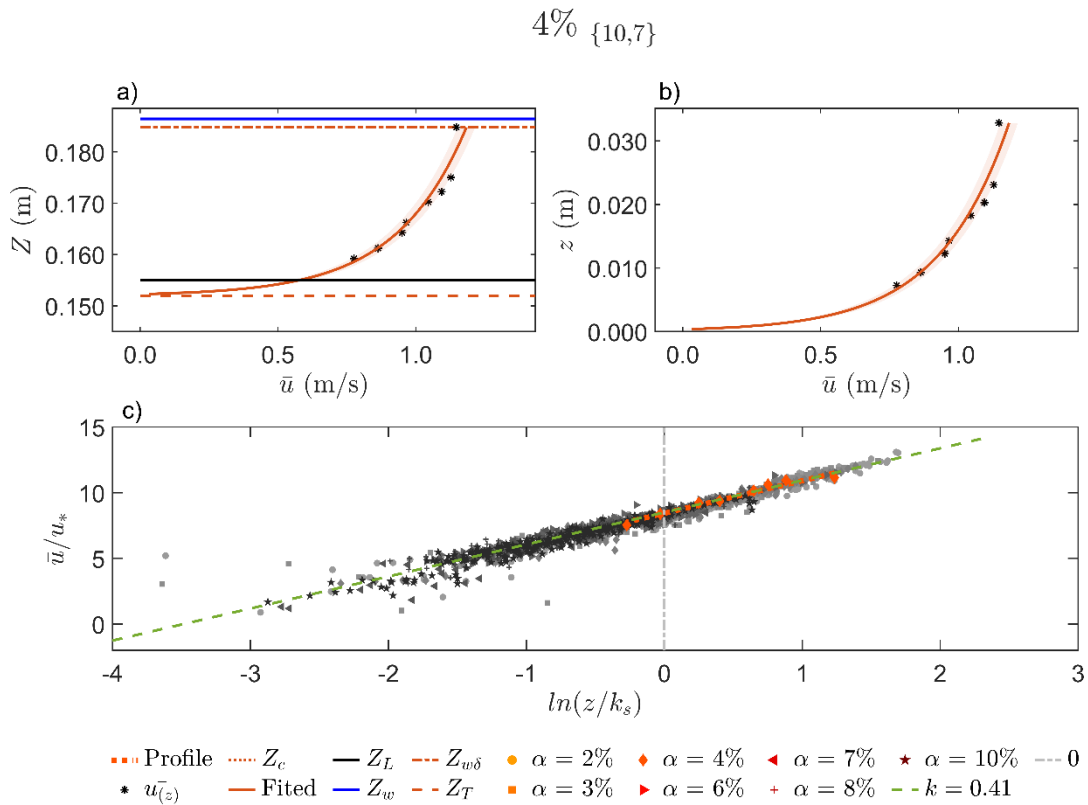 4% {10,7}
a)
b)
Z (m)
0.180
0.170
0.160
0.150
0.0 0.5 1.0
ū (m/s)
z (m)
0.030
0.020
0.010
0.000
0.0 0.5 1.0
ū (m/s)
c)
ū/u*
15
10
5
0
-4 -3 -2 -1 0 1 2 3
ln(z/ks)
Profile Zc ZL Zwδ α = 2% α = 4% α = 7% α = 10% 0
ū(z) Fited Zw ZT α = 3% α = 6% α = 8% k = 0.41